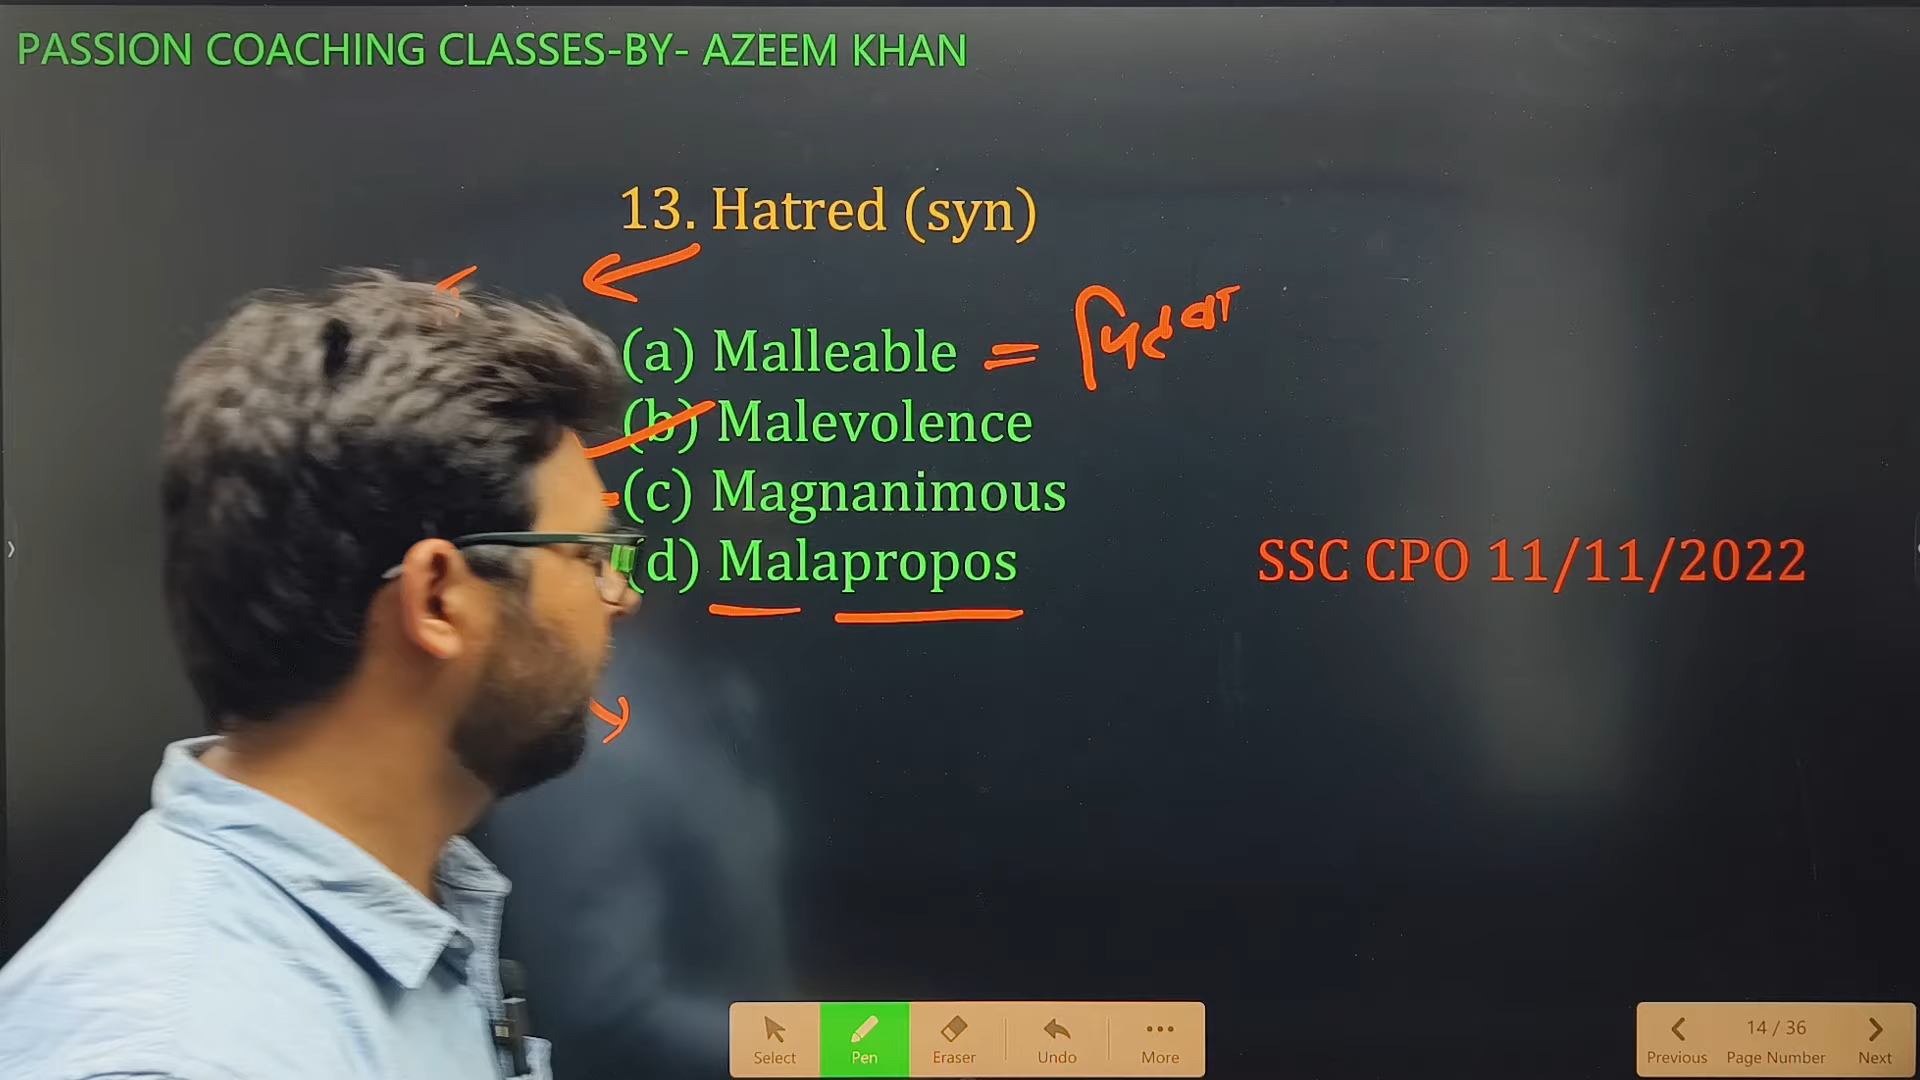 PASSION COACHING CLASSES-BY- AZEEM KHAN
13. Hatred (syn)
(a) Malleable =
(b) Malevolence
(c) Magnanimous
(d) Malapropos
SSC CPO 11/11/2022
Select
Pen
Eraser
Undo
More
Previous
14 / 36
Page Number
Next